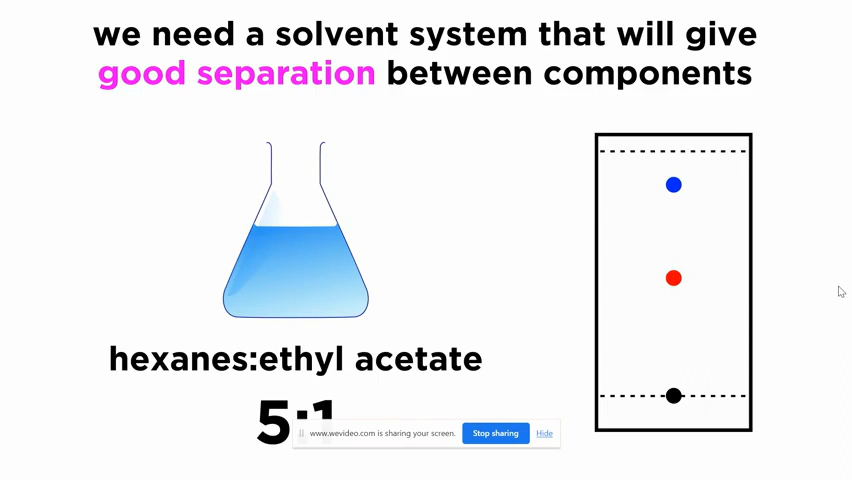 we need a solvent system that will give
good separation between components
hexanes:ethyl acetate
5:1
www.wevideo.com is sharing your screen. Stop sharing Hide